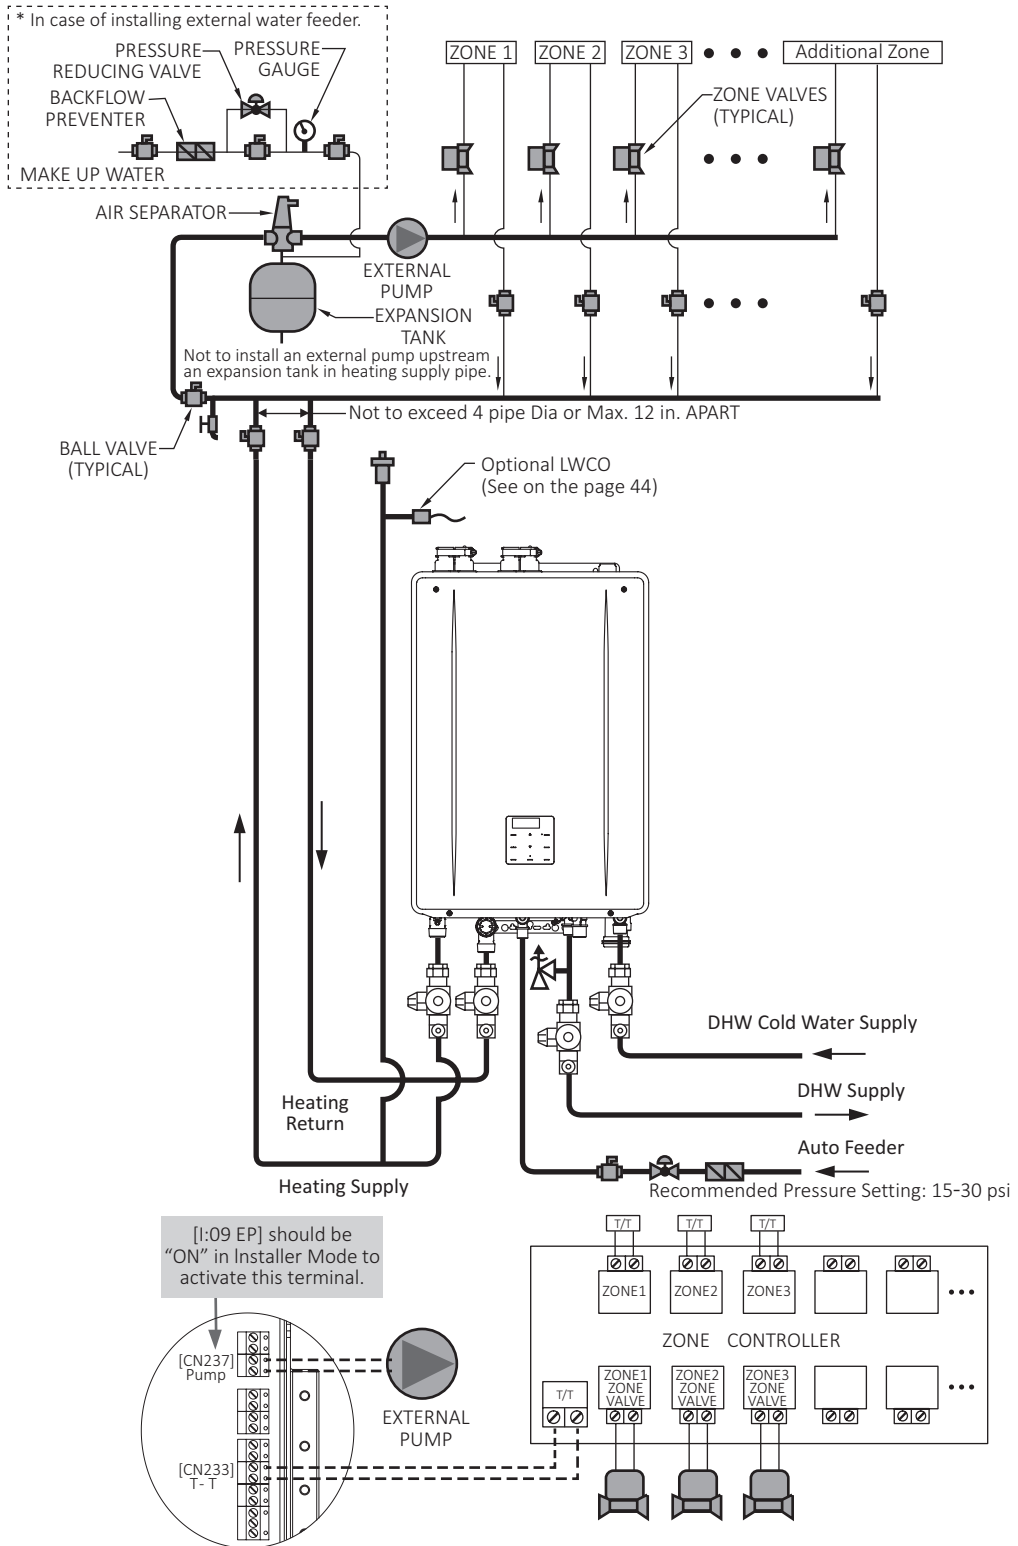 * In case of installing external water feeder.
PRESSURE
REDUCING VALVE
PRESSURE
GAUGE
BACKFLOW
PREVENTER
MAKE UP WATER
ZONE 1
ZONE 2
ZONE 3
Additional Zone
ZONE VALVES
(TYPICAL)
AIR SEPARATOR
EXTERNAL
PUMP
EXPANSION
TANK
Not to install an external pump upstream
an expansion tank in heating supply pipe.
Not to exceed 4 pipe Dia or Max. 12 in. APART
BALL VALVE
(TYPICAL)
Optional LWCO
(See on the page 44)
DHW Cold Water Supply
DHW Supply
Heating
Return
Auto Feeder
Heating Supply
Recommended Pressure Setting: 15-30 psi
[I:09 EP] should be
“ON” in Installer Mode to
activate this terminal.
[CN237]
Pump
EXTERNAL
PUMP
[CN233]
T- T
T/T
T/T
T/T
ZONE1
ZONE2
ZONE3
ZONE CONTROLLER
T/T
ZONE1
ZONE
VALVE
ZONE2
ZONE
VALVE
ZONE3
ZONE
VALVE